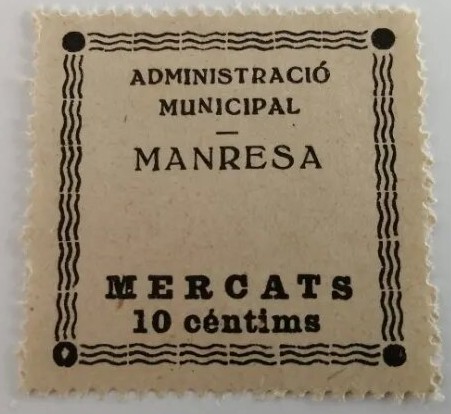 ADMINISTRACIÓ
MUNICIPAL
—
MANRESA
MERCATS
10 céntims